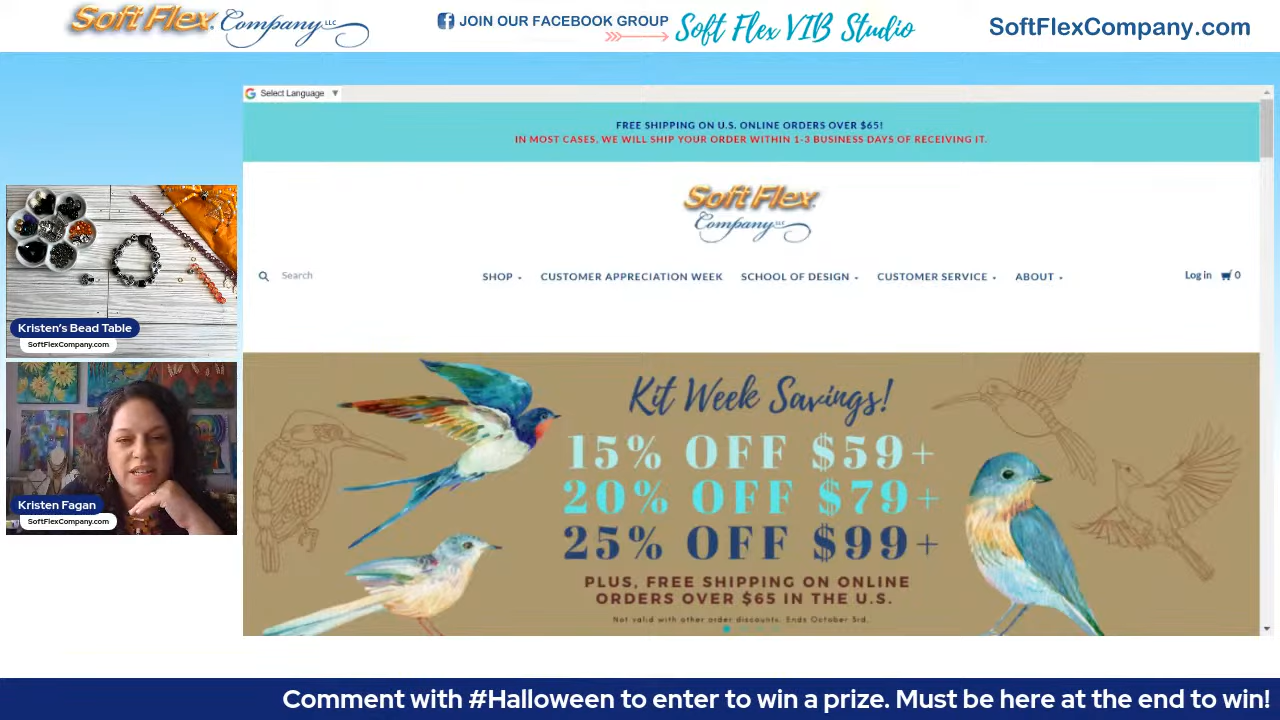 Soft Flex Company LLC
JOIN OUR FACEBOOK GROUP
Soft Flex VIB Studio
SoftFlexCompany.com
Select Language ▼
FREE SHIPPING ON U.S. ONLINE ORDERS OVER $65!
IN MOST CASES, WE WILL SHIP YOUR ORDER WITHIN 1-3 BUSINESS DAYS OF RECEIVING IT.
Soft Flex
Company LLC
Search
SHOP
CUSTOMER APPRECIATION WEEK
SCHOOL OF DESIGN
CUSTOMER SERVICE
ABOUT
Log in
0
Kit Week Savings!
15% OFF $59+
20% OFF $79+
25% OFF $99+
PLUS, FREE SHIPPING ON ONLINE
ORDERS OVER $65 IN THE U.S.
Not valid with other order discounts. Ends October 3rd.
Kristen's Bead Table
SoftFlexCompany.com
Kristen Fagan
SoftFlexCompany.com
Comment with #Halloween to enter to win a prize. Must be here at the end to win!